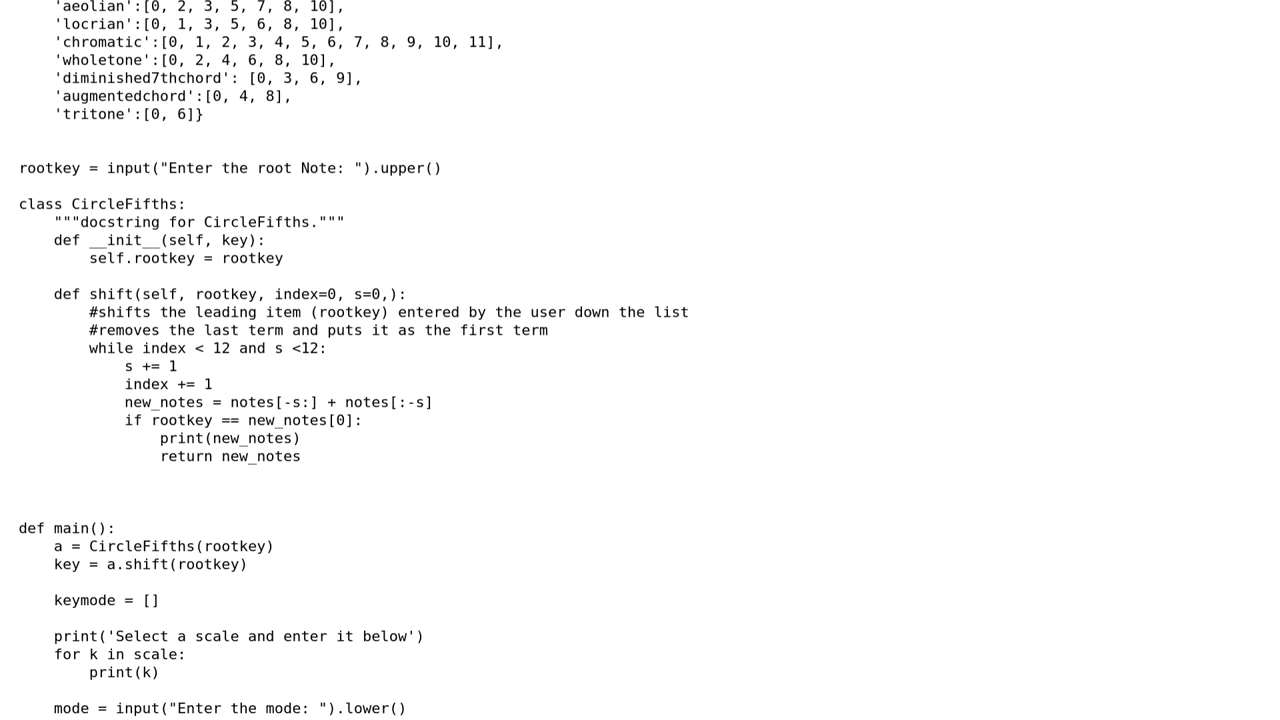 'aeolian':[0, 2, 3, 5, 7, 8, 10],
    'locrian':[0, 1, 3, 5, 6, 8, 10],
    'chromatic':[0, 1, 2, 3, 4, 5, 6, 7, 8, 9, 10, 11],
    'wholetone':[0, 2, 4, 6, 8, 10],
    'diminished7thchord': [0, 3, 6, 9],
    'augmentedchord':[0, 4, 8],
    'tritone':[0, 6]}
rootkey = input("Enter the root Note: ").upper()
class CircleFifths:
    """docstring for CircleFifths."""
    def __init__(self, key):
        self.rootkey = rootkey
    def shift(self, rootkey, index=0, s=0,):
        #shifts the leading item (rootkey) entered by the user down the list
        #removes the last term and puts it as the first term
        while index < 12 and s <12:
            s += 1
            index += 1
            new_notes = notes[-s:] + notes[:-s]
            if rootkey == new_notes[0]:
                print(new_notes)
                return new_notes
def main():
    a = CircleFifths(rootkey)
    key = a.shift(rootkey)
    keymode = []
    print('Select a scale and enter it below')
    for k in scale:
        print(k)
    mode = input("Enter the mode: ").lower()